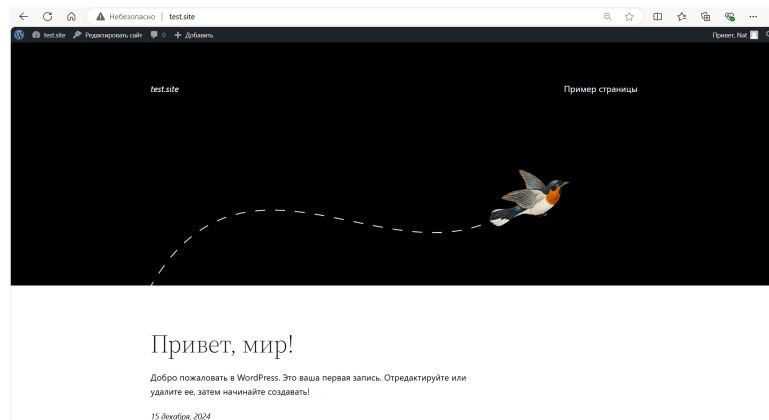 Небезопасно | test.site
test.site Редактировать сайт 0 Добавить Привет, Nat
test.site Пример страницы
Привет, мир!
Добро пожаловать в WordPress. Это ваша первая запись. Отредактируйте или
удалите ее, затем начинайте создавать!
15 декабря, 2024